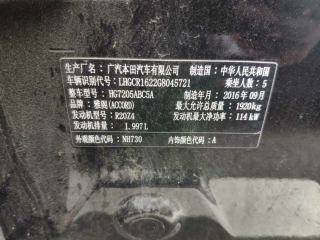 生产厂名：广汽本田汽车有限公司 制造国：中华人民共和国
车辆识别代号：LHGCR1622G8045721 乘坐人数：5
整车型号：HG7205ABC5A 制造年月：2016年09月
品牌：雅阁(ACCORD) 最大允许总质量：1920kg
发动机型号：R20Z4 发动机最大净功率：114kW
发动机排量：1.997L
外观颜色代码：NH730 内饰颜色代码：A